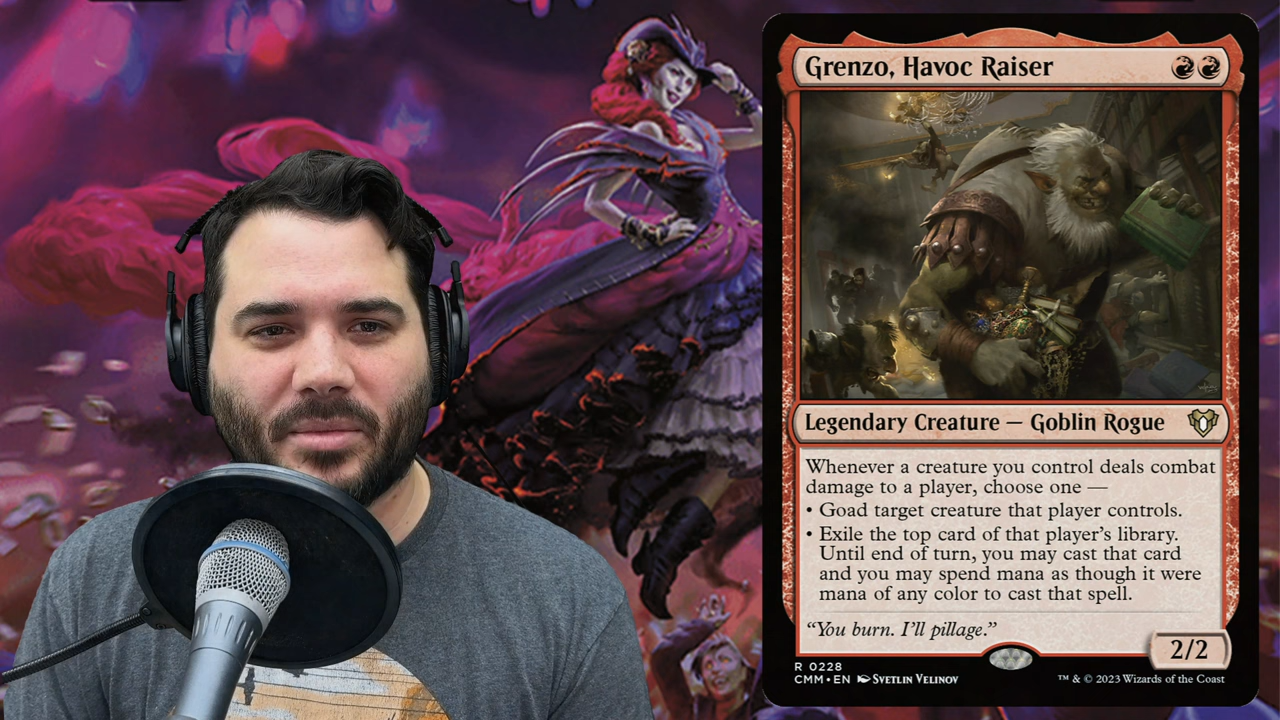 Grenzo, Havoc Raiser
Legendary Creature — Goblin Rogue
Whenever a creature you control deals combat
damage to a player, choose one —
• Goad target creature that player controls.
• Exile the top card of that player's library.
Until end of turn, you may cast that card
and you may spend mana as though it were
mana of any color to cast that spell.
“You burn. I'll pillage.”
2/2
R 0228
CMM • EN Svetlin Velinov
™ & © 2023 Wizards of the Coast